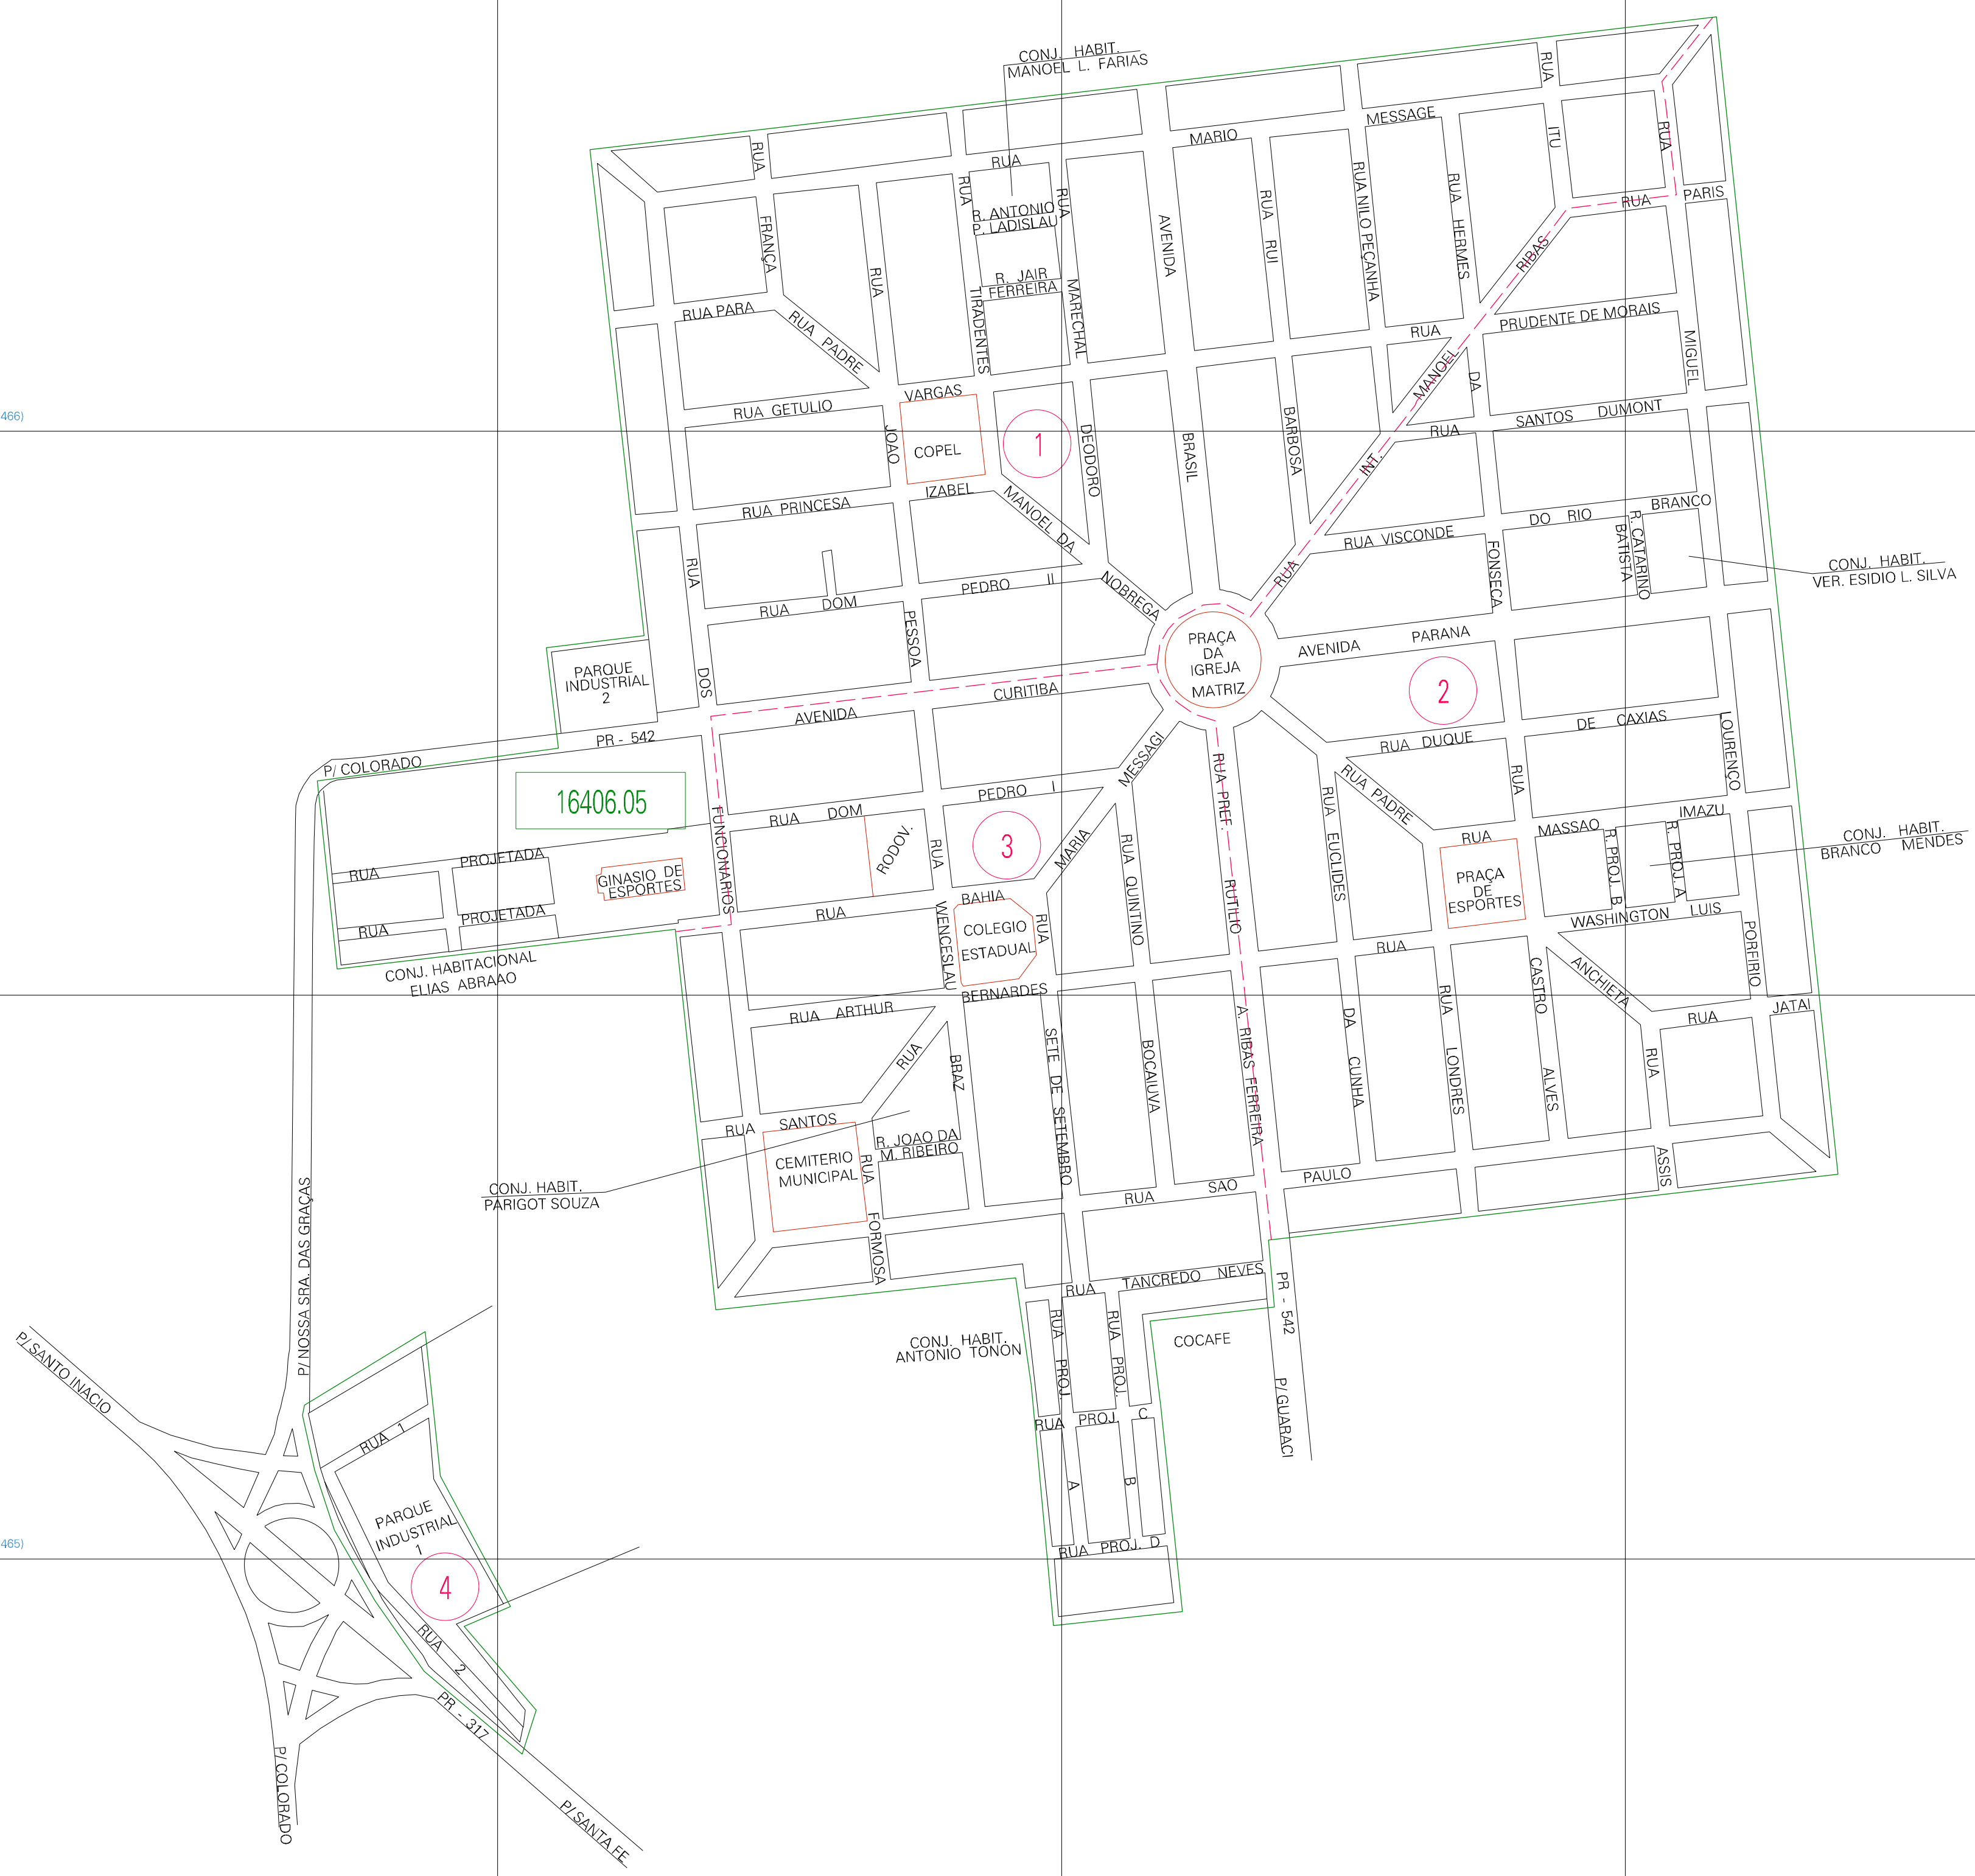 CONJ. HABIT.
MANOEL L. FARIAS
RUA
MESSAGE
MARIO
RUA
RUA
ITU
RUA
RUA
PARIS
RUA
FRANÇA
RUA
TIRADENTES
R. ANTONIO
P. LADISLAU
RUA
MARECHAL
DEODORO
R. JAIR
FERREIRA
AVENIDA
BRASIL
RUA RUI
BARBOSA
RUA NILO PEÇANHA
RUA HERMES
DA
FONSECA
RUA PARA
RUA PADRE
MANOEL DA
NOBREGA
RUA
JOAO
PESSOA
RUA
PRUDENTE DE MORAIS
RUA
INT.
MANOEL
RIBAS
MIGUEL
LOURENÇO
PORFIRIO
466)
RUA GETULIO
VARGAS
COPEL
1
RUA
SANTOS DUMONT
RUA PRINCESA
IZABEL
RUA VISCONDE
DO RIO
BRANCO
R. CATARINO
BATISTA
CONJ. HABIT.
VER. ESIDIO L. SILVA
RUA DOM
PEDRO II
PRAÇA
DA
IGREJA
MATRIZ
AVENIDA PARANA
2
PARQUE
INDUSTRIAL
2
RUA
DOS
FUNCIONARIOS
AVENIDA
CURITIBA
PR - 542
P/ COLORADO
RUA DUQUE
DE CAXIAS
16406.05
RUA DOM
PEDRO I
RODOV.
3
RUA
MARIA
MESSAGI
RUA PREF.
RUTILIO
A. RIBAS FERREIRA
RUA EUCLIDES
DA CUNHA
RUA PADRE
ANCHIETA
RUA
CASTRO
ALVES
RUA
MASSAO
IMAZU
R. PROJ. B
R. PROJ. A
CONJ. HABIT.
BRANCO MENDES
RUA
PROJETADA
RUA
PROJETADA
GINASIO DE
ESPORTES
CONJ. HABITACIONAL
ELIAS ABRAAO
RUA
BAHIA
RUA
WENCESLAU
BRAZ
COLEGIO
ESTADUAL
RUA
SETE DE SETEMBRO
RUA QUINTINO
BOCAIUVA
PRAÇA
DE
ESPORTES
RUA
WASHINGTON LUIS
RUA ARTHUR
BERNARDES
RUA
LONDRES
RUA
JATAI
RUA
ASSIS
RUA
SANTOS
CEMITERIO
MUNICIPAL
R. JOAO DA
M. RIBEIRO
RUA
FORMOSA
CONJ. HABIT.
PARIGOT SOUZA
RUA
SAO
PAULO
RUA
TANCREDO NEVES
PR - 542
P/ GUARACI
COCAFE
CONJ. HABIT.
ANTONIO TONON
RUA PROJ.
A
RUA PROJ.
B
RUA PROJ. C
RUA PROJ. D
P/ NOSSA SRA. DAS GRAÇAS
P/ SANTO INACIO
RUA 1
PARQUE
INDUSTRIAL
1
465)
4
RUA 2
PR - 317
P/ COLORADO
P/ SANTA FE